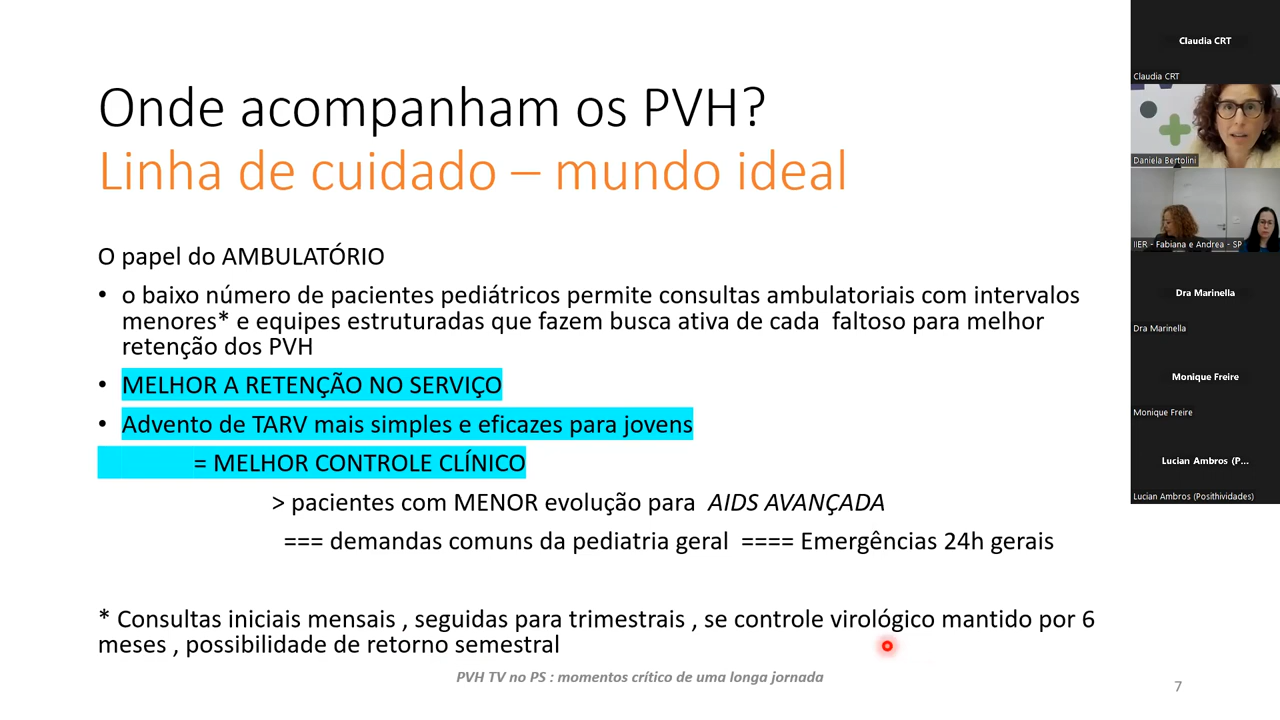 Onde acompanham os PVH?
Linha de cuidado – mundo ideal
O papel do AMBULATÓRIO
• o baixo número de pacientes pediátricos permite consultas ambulatoriais com intervalos
menores* e equipes estruturadas que fazem busca ativa de cada faltoso para melhor
retenção dos PVH
• MELHOR A RETENÇÃO NO SERVIÇO
• Advento de TARV mais simples e eficazes para jovens
= MELHOR CONTROLE CLÍNICO
> pacientes com MENOR evolução para AIDS AVANÇADA
=== demandas comuns da pediatria geral ==== Emergências 24h gerais
* Consultas iniciais mensais , seguidas para trimestrais , se controle virológico mantido por 6
meses , possibilidade de retorno semestral
PVH TV no PS : momentos crítico de uma longa jornada
7
Claudia CRT
Claudia CRT
Daniela Bertolini
IIER - Fabiana e Andrea - SP
Dra Marinella
Dra Marinella
Monique Freire
Monique Freire
Lucian Ambros (P...
Lucian Ambros (Posithividades)